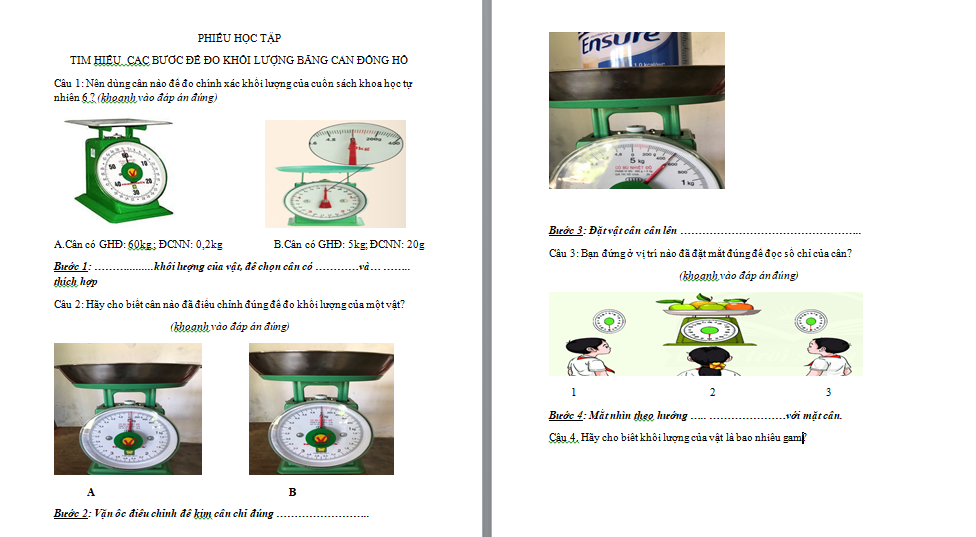 PHIẾU HỌC TẬP
TÌM HIỂU CÁC BƯỚC ĐỂ ĐO KHỐI LƯỢNG BẰNG CÂN ĐỒNG HỒ
Câu 1: Nên dùng cân nào để đo chính xác khối lượng của cuốn sách khoa học tự
nhiên 6 ? (khoanh vào đáp án đúng)
A.Cân có GHĐ: 60kg ; ĐCNN: 0,2kg
B.Cân có GHĐ: 5kg; ĐCNN: 20g
Bước 1: ………..........khối lượng của vật, để chọn cân có …………và… ……..
thích hợp
Câu 2: Hãy cho biết cân nào đã điều chỉnh đúng để đo khối lượng của một vật?
(khoanh vào đáp án đúng)
A B
Bước 2: Vặn ốc điều chỉnh để kim cân chỉ đúng ……………………..
Ensure
5 kg
1 kg
Bước 3: Đặt vật cần cân lên …………………………………………...
Câu 3: Bạn đứng ở vị trí nào đã đặt mắt đúng để đọc số chỉ của cân?
(khoanh vào đáp án đúng)
1 2 3
Bước 4: Mắt nhìn theo hướng ….. …………………với mặt cân.
Câu 4. Hãy cho biết khối lượng của vật là bao nhiêu gam?